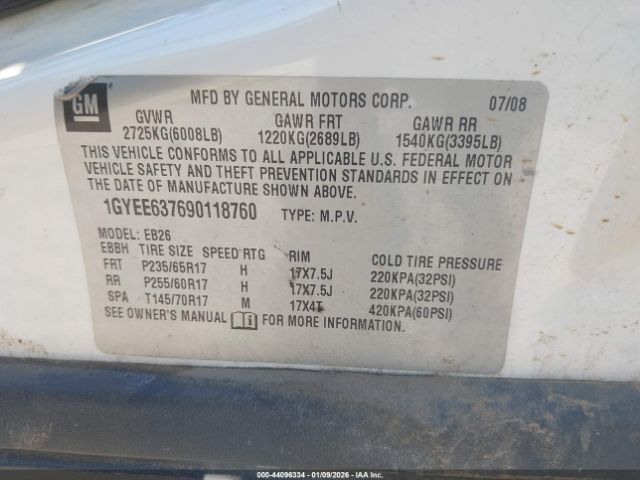 GM
MFD BY GENERAL MOTORS CORP. 07/08
GVWR GAWR FRT GAWR RR
2725KG(6008LB) 1220KG(2689LB) 1540KG(3395LB)
THIS VEHICLE CONFORMS TO ALL APPLICABLE U.S. FEDERAL MOTOR
VEHICLE SAFETY AND THEFT PREVENTION STANDARDS IN EFFECT ON
THE DATE OF MANUFACTURE SHOWN ABOVE.
1GYEE637690118760 TYPE: M.P.V.
MODEL: EB26
EBBH TIRE SIZE SPEED RTG RIM COLD TIRE PRESSURE
FRT P235/65R17 H 17X7.5J 220KPA(32PSI)
RR P255/60R17 H 17X7.5J 220KPA(32PSI)
SPA T145/70R17 M 17X4T 420KPA(60PSI)
SEE OWNER'S MANUAL i FOR MORE INFORMATION.
000-44096334 - 01/09/2026 - IAA Inc.